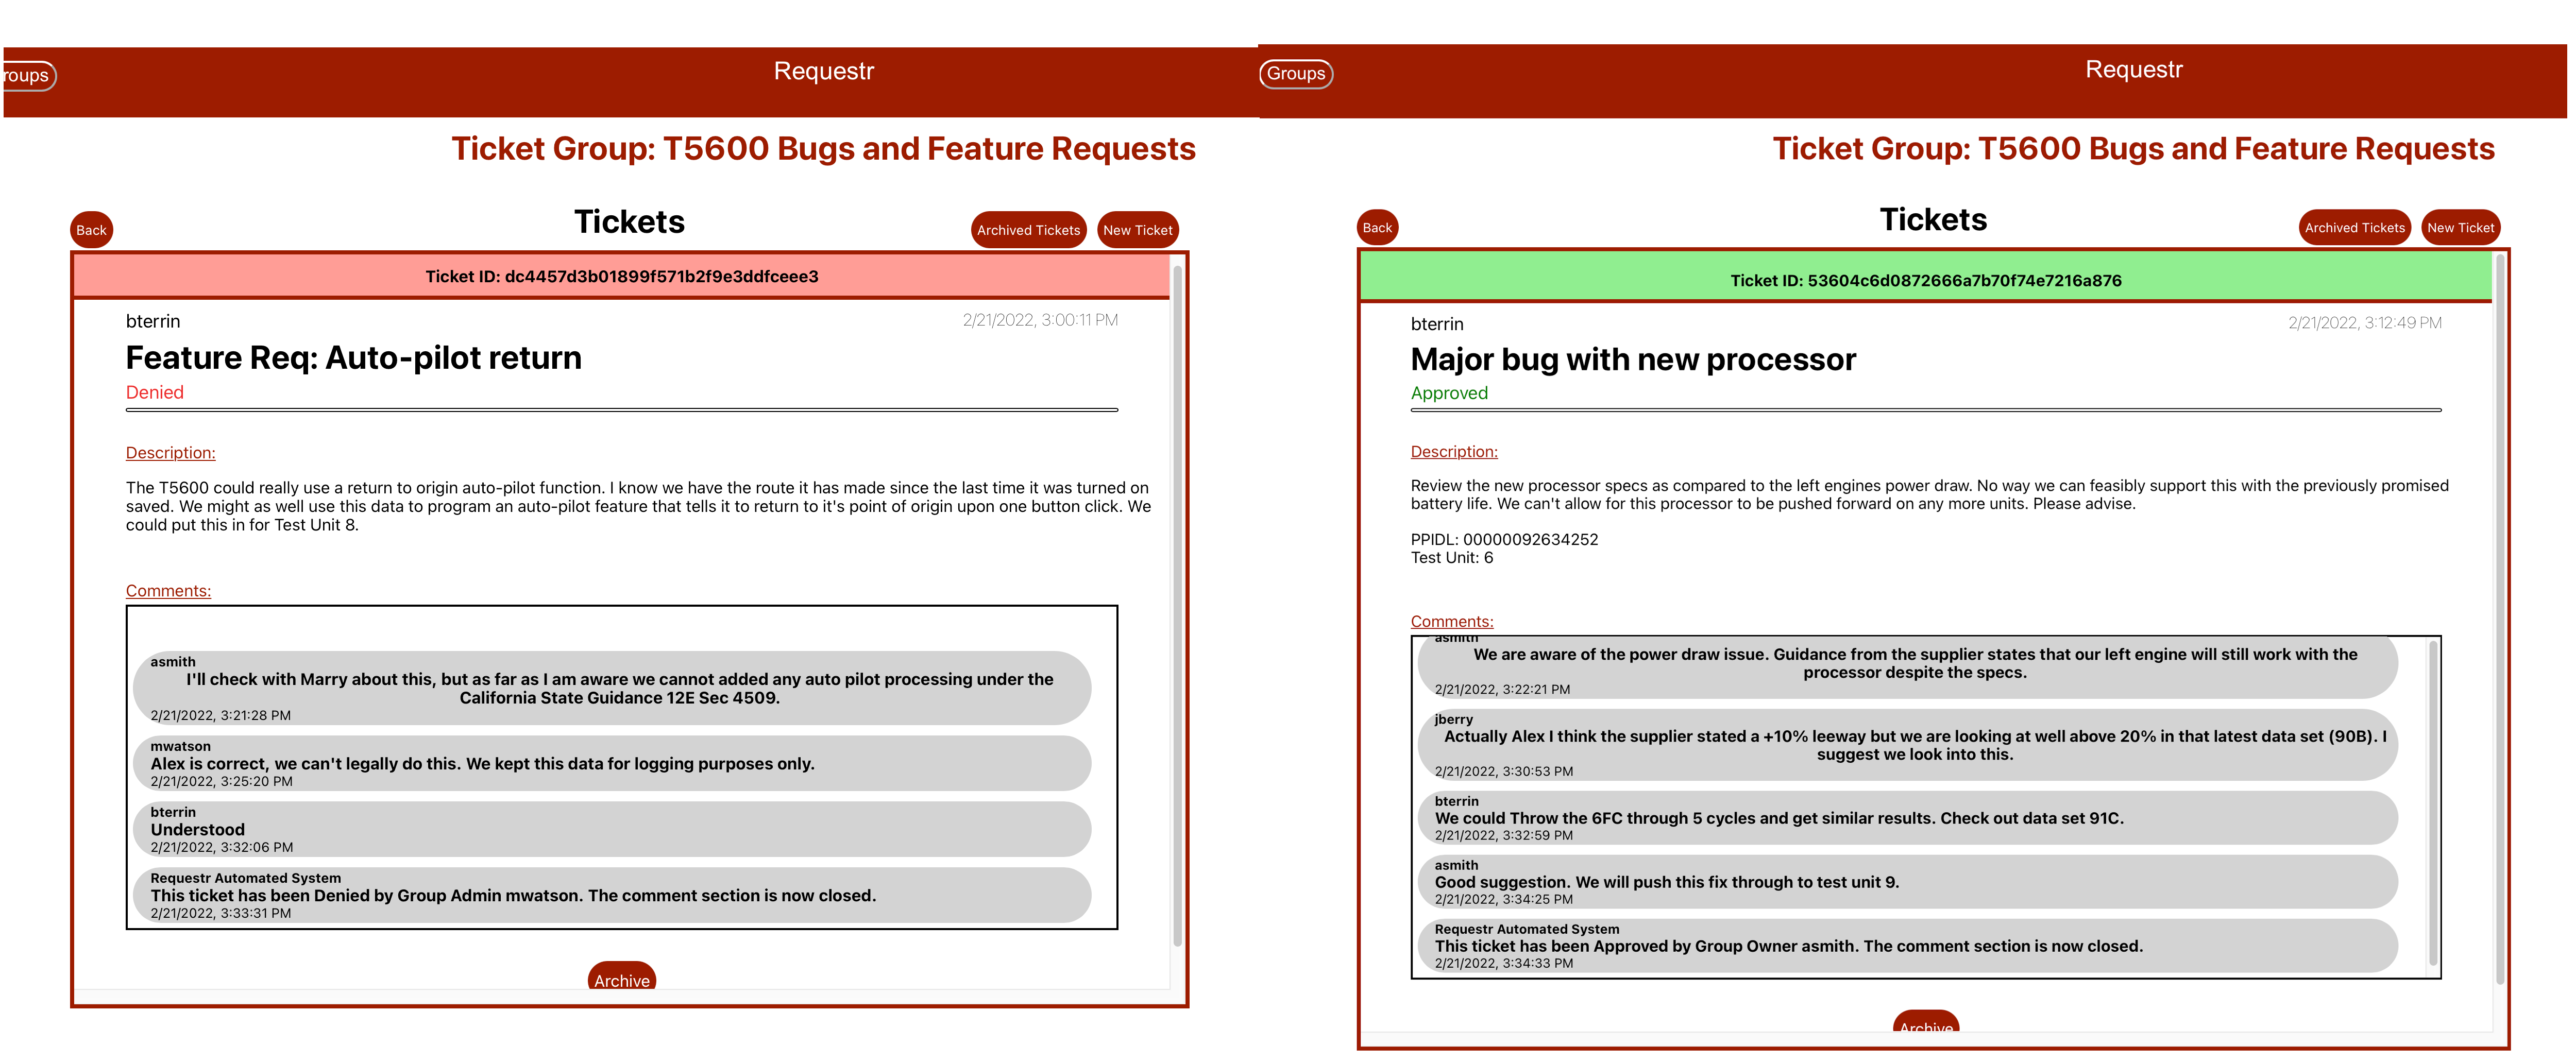 roups
Requestr
Ticket Group: T5600 Bugs and Feature Requests
Back
Tickets
Archived Tickets
New Ticket
Ticket ID: dc4457d3b01899f571b2f9e3ddfceee3
bterrin
2/21/2022, 3:00:11 PM
Feature Req: Auto-pilot return
Denied
Description:
The T5600 could really use a return to origin auto-pilot function. I know we have the route it has made since the last time it was turned on
saved. We might as well use this data to program an auto-pilot feature that tells it to return to it's point of origin upon one button click. We
could put this in for Test Unit 8.
Comments:
asmith
I'll check with Marry about this, but as far as I am aware we cannot added any auto pilot processing under the
California State Guidance 12E Sec 4509.
2/21/2022, 3:21:28 PM
mwatson
Alex is correct, we can't legally do this. We kept this data for logging purposes only.
2/21/2022, 3:25:20 PM
bterrin
Understood
2/21/2022, 3:32:06 PM
Requestr Automated System
This ticket has been Denied by Group Admin mwatson. The comment section is now closed.
2/21/2022, 3:33:31 PM
Archive
Groups
Requestr
Ticket Group: T5600 Bugs and Feature Requests
Back
Tickets
Archived Tickets
New Ticket
Ticket ID: 53604c6d0872666a7b70f74e7216a876
bterrin
2/21/2022, 3:12:49 PM
Major bug with new processor
Approved
Description:
Review the new processor specs as compared to the left engines power draw. No way we can feasibly support this with the previously promised
battery life. We can't allow for this processor to be pushed forward on any more units. Please advise.
PPIDL: 00000092634252
Test Unit: 6
Comments:
asmith
We are aware of the power draw issue. Guidance from the supplier states that our left engine will still work with the
processor despite the specs.
2/21/2022, 3:22:21 PM
jberry
Actually Alex I think the supplier stated a +10% leeway but we are looking at well above 20% in that latest data set (90B). I
suggest we look into this.
2/21/2022, 3:30:53 PM
bterrin
We could Throw the 6FC through 5 cycles and get similar results. Check out data set 91C.
2/21/2022, 3:32:59 PM
asmith
Good suggestion. We will push this fix through to test unit 9.
2/21/2022, 3:34:25 PM
Requestr Automated System
This ticket has been Approved by Group Owner asmith. The comment section is now closed.
2/21/2022, 3:34:33 PM
Archive